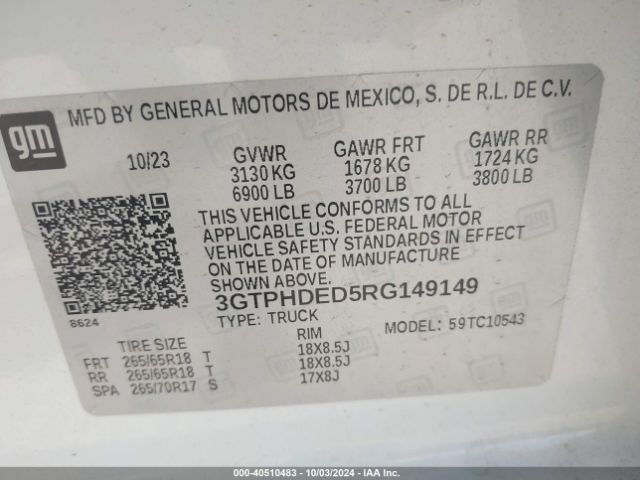 MFD BY GENERAL MOTORS DE MEXICO, S. DE R.L. DE C.V.
gm
10/23 GVWR GAWR FRT GAWR RR
3130 KG 1678 KG 1724 KG
6900 LB 3700 LB 3800 LB
THIS VEHICLE CONFORMS TO ALL
APPLICABLE U.S. FEDERAL MOTOR
VEHICLE SAFETY STANDARDS IN EFFECT
ON THE DATE OF MANUFACTURE
SHOWN ABOVE.
3GTPHDED5RG149149
8624
TYPE: TRUCK MODEL: 59TC10543
TIRE SIZE RIM
FRT 265/65R18 T 18X8.5J
RR 265/65R18 T 18X8.5J
SPA 265/70R17 S 17X8J
000-40510483 - 10/03/2024 - IAA Inc.